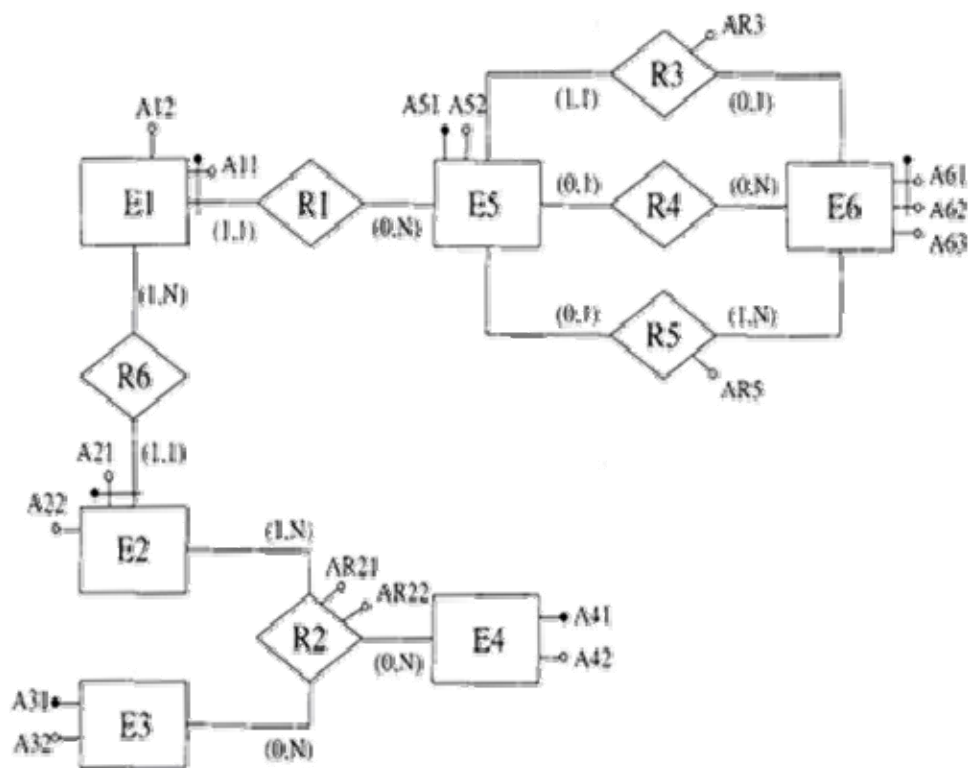 AR3
R3
(1,1)
(0,1)
A51
A52
A12
A11
E1
R1
E5
(0,1)
R4
(0,N)
E6
A61
A62
A63
(1,1)
(0,N)
(1,N)
(0,1)
R5
(1,N)
AR5
R6
A21
(1,1)
A22
E2
(1,N)
AR21
AR22
R2
E4
A41
A42
(0,N)
A31
A32
E3
(0,N)